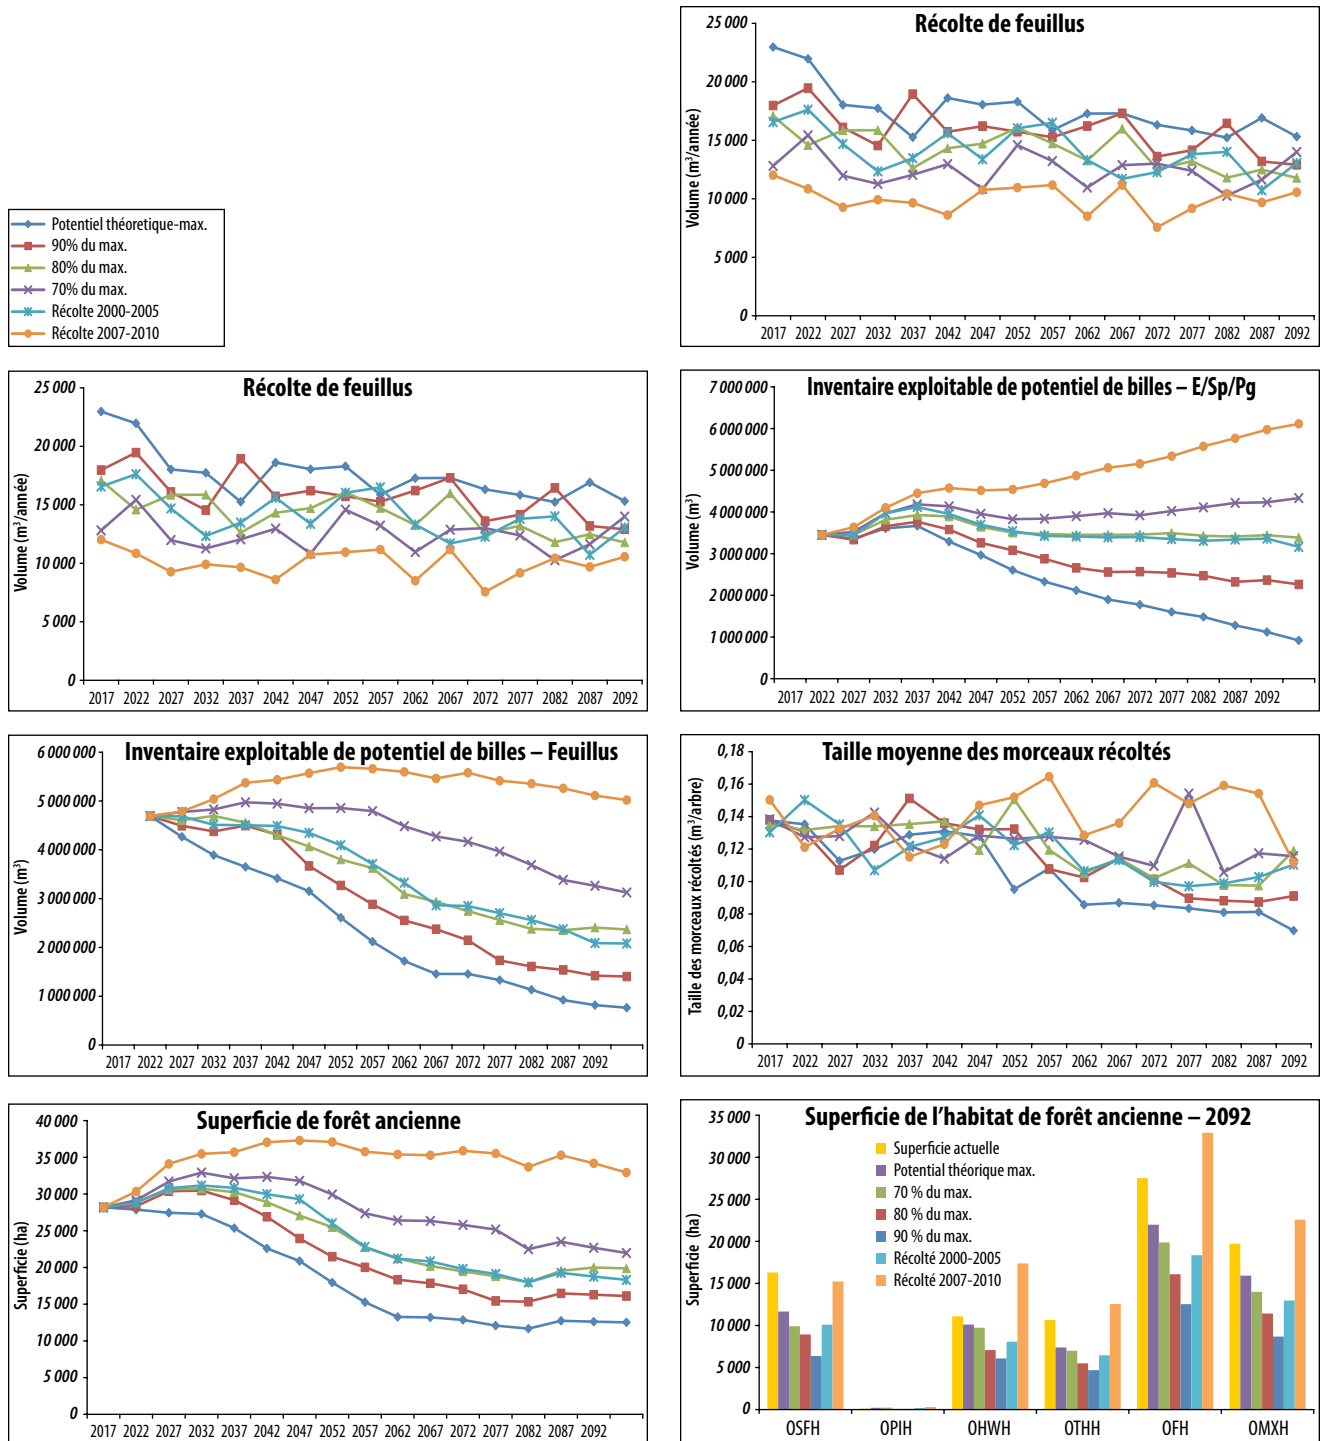 Récolte de feuillus
25 000
20 000
15 000
10 000
5 000
0
Volume (m³/année)
2017 2022 2027 2032 2037 2042 2047 2052 2057 2062 2067 2072 2077 2082 2087 2092
Potentiel théoretique-max.
90% du max.
80% du max.
70% du max.
Récolte 2000-2005
Récolte 2007-2010
Récolte de feuillus
25 000
20 000
15 000
10 000
5 000
0
Volume (m³/année)
2017 2022 2027 2032 2037 2042 2047 2052 2057 2062 2067 2072 2077 2082 2087 2092
Inventaire exploitable de potentiel de billes – E/Sp/Pg
7 000 000
6 000 000
5 000 000
4 000 000
3 000 000
2 000 000
1 000 000
0
Volume (m³)
2017 2022 2027 2032 2037 2042 2047 2052 2057 2062 2067 2072 2077 2082 2087 2092
Inventaire exploitable de potentiel de billes – Feuillus
6 000 000
5 000 000
4 000 000
3 000 000
2 000 000
1 000 000
0
Volume (m³)
2017 2022 2027 2032 2037 2042 2047 2052 2057 2062 2067 2072 2077 2082 2087 2092
Taille moyenne des morceaux récoltés
0,18
0,16
0,14
0,12
0,10
0,08
0,06
0,04
0,02
0
Taille des morceaux récoltés (m³/arbre)
2017 2022 2027 2032 2037 2042 2047 2052 2057 2062 2067 2072 2077 2082 2087 2092
Superficie de forêt ancienne
40 000
35 000
30 000
25 000
20 000
15 000
10 000
5 000
0
Superficie (ha)
2017 2022 2027 2032 2037 2042 2047 2052 2057 2062 2067 2072 2077 2082 2087 2092
Superficie de l'habitat de forêt ancienne – 2092
35 000
30 000
25 000
20 000
15 000
10 000
5 000
0
Superficie (ha)
Superficie actuelle
Potential théorique max.
70 % du max.
80 % du max.
90 % du max.
Récolté 2000-2005
Récolté 2007-2010
OSFH OPIH OHWH OTHH OFH OMXH